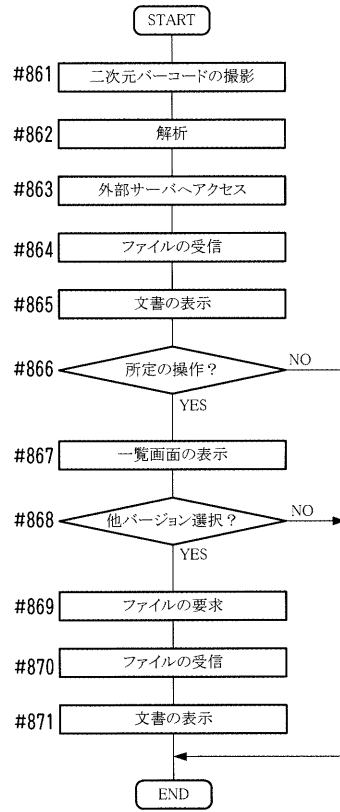 START
#861 二次元バーコードの撮影
#862 解析
#863 外部サーバへアクセス
#864 ファイルの受信
#865 文書の表示
#866 所定の操作? NO
YES
#867 一覧画面の表示
#868 他バージョン選択? NO
YES
#869 ファイルの要求
#870 ファイルの受信
#871 文書の表示
END